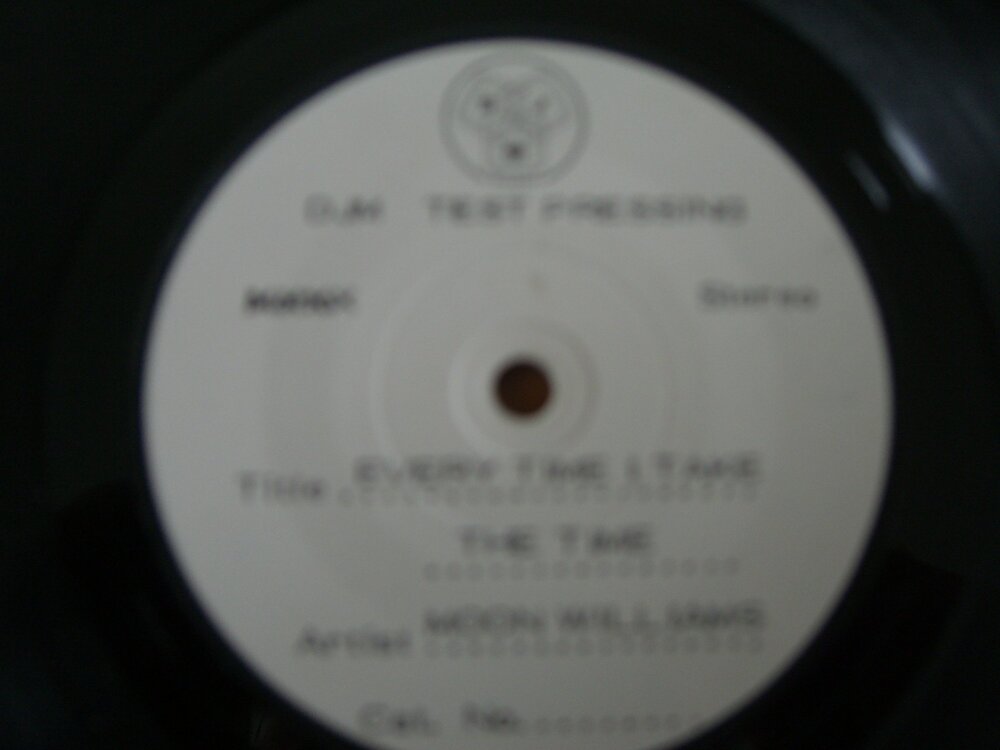 DJM TEST PRESSING
Stereo
Title EVERY TIME I TAKE
THE TIME
Artist MOON WILLIAMS
Cat. No.